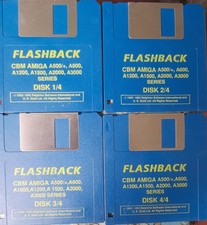 FLASHBACK
CBM AMIGA A500/+, A600,
A1200, A1500, A2000, A3000
SERIES
DISK 1/4
FLASHBACK
CBM AMIGA A500/+, A600,
A1200, A1500, A2000, A3000
SERIES
DISK 2/4
FLASHBACK
CBM AMIGA A500/+, A600,
A1200, A1500, A2000,
A3000 SERIES
DISK 3/4
FLASHBACK
CBM AMIGA A500/+, A600,
A1200, A1500, A2000, A3000
SERIES
DISK 4/4